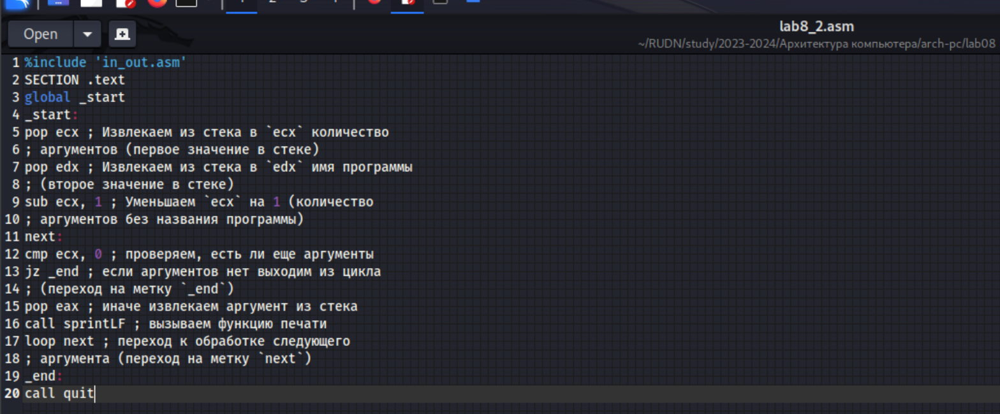 Open
lab8_2.asm
~/RUDN/study/2023-2024/Архитектура компьютера/arch-pc/lab08
1 %include 'in_out.asm'
2 SECTION .text
3 global _start
4 _start:
5 pop ecx ; Извлекаем из стека в `ecx` количество
6 ; аргументов (первое значение в стеке)
7 pop edx ; Извлекаем из стека в `edx` имя программы
8 ; (второе значение в стеке)
9 sub ecx, 1 ; Уменьшаем `ecx` на 1 (количество
10 ; аргументов без названия программы)
11 next:
12 cmp ecx, 0 ; проверяем, есть ли еще аргументы
13 jz _end ; если аргументов нет выходим из цикла
14 ; (переход на метку `_end`)
15 pop eax ; иначе извлекаем аргумент из стека
16 call sprintLF ; вызываем функцию печати
17 loop next ; переход к обработке следующего
18 ; аргумента (переход на метку `next`)
19 _end:
20 call quit